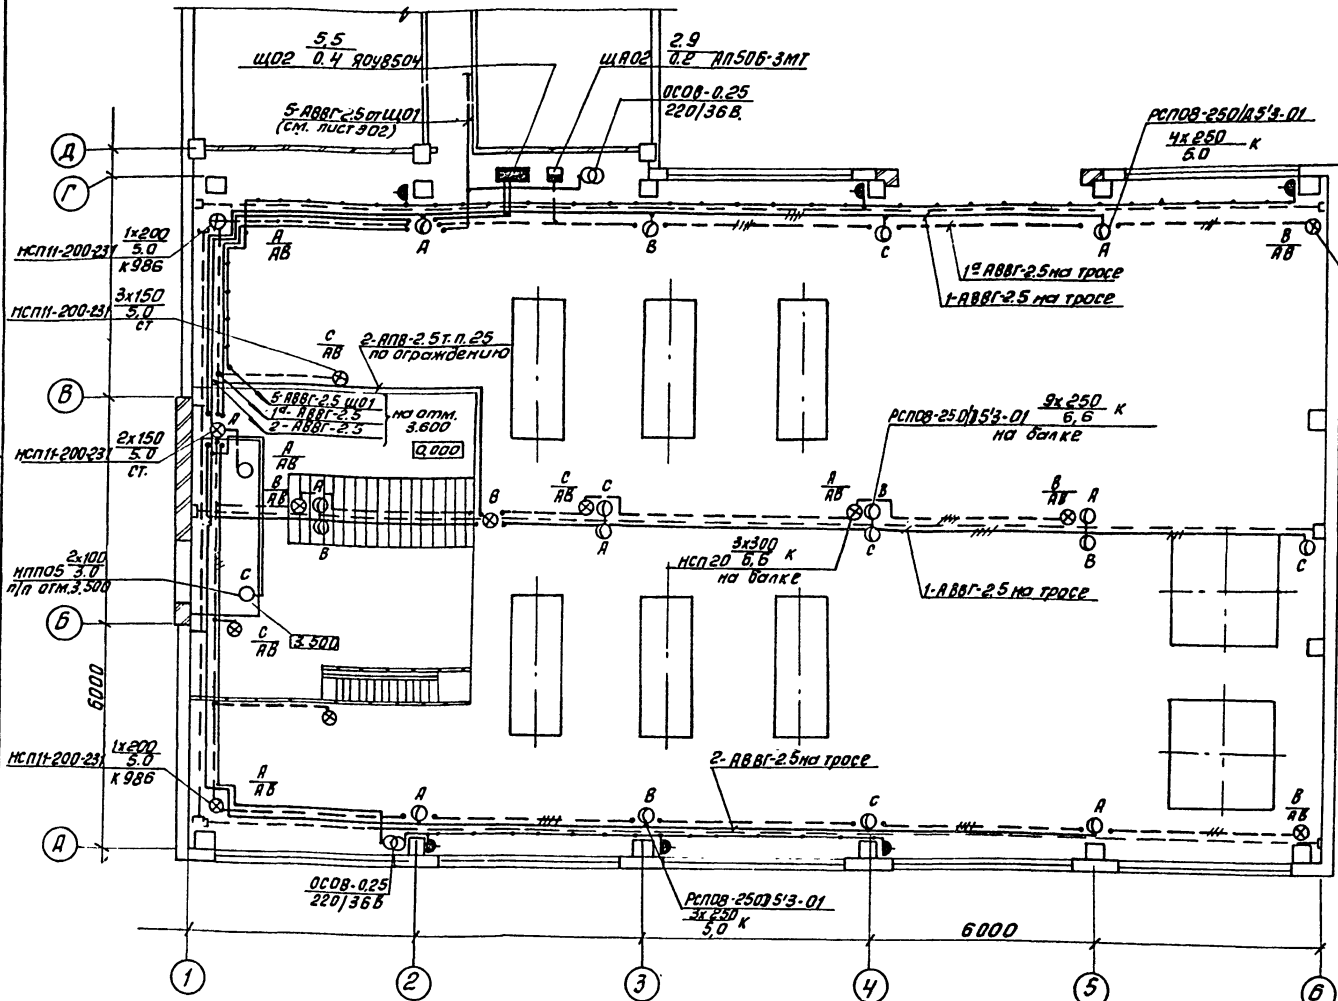 5,5
ЩО2 0.4 ЯОУ8504
2.9
ЩАО2 0.2 АП50Б-3МТ
5-АВВГ-2.5 от ЩО1
(см. лист ЭО2)
ОСОВ-0.25
220/36В.
РСП08-250/Д5'3-01
4х250 К
6.0
Д
Г
А
АВ
А
В
С
А
В
АВ
1х200
НСП11-200-231 5.0
К986
1ª АВВГ-2.5 на тросе
1-АВВГ-2.5 на тросе
3х150
НСП11-200-231 5,0
ст
С
АВ
2-АПВ-2.5 т.п.25
по ограждению
5-АВВГ-2.5 ЩО1
1ª-АВВГ-2.5
2-АВВГ-2.5
на отм.
3.600
0,000
В
А
2х150
НСП11-200-231 5.0
ст.
А
АВ
РСП08-250/Д5'3-01 9х250 К
6,6
на балке
В
АВ
А
В
В
С
АВ
С
А
А
АВ
В
С
В
АВ
А
В
С
3х300 К
НСП20 6,6
на балке
1-АВВГ-2.5 на тросе
2х100
НПП05 3.0
п/п отм.3.500
С
Б
С
АВ
3.500
6000
1х200
НСП11-200-231 5.0
К986
А
АВ
2-АВВГ-2.5 на тросе
А
В
С
А
В
АВ
А
ОСОВ-0.25
220/36В
РСП08-250Д5'3-01
3х250 К
5,0
6000
1
2
3
4
5
6